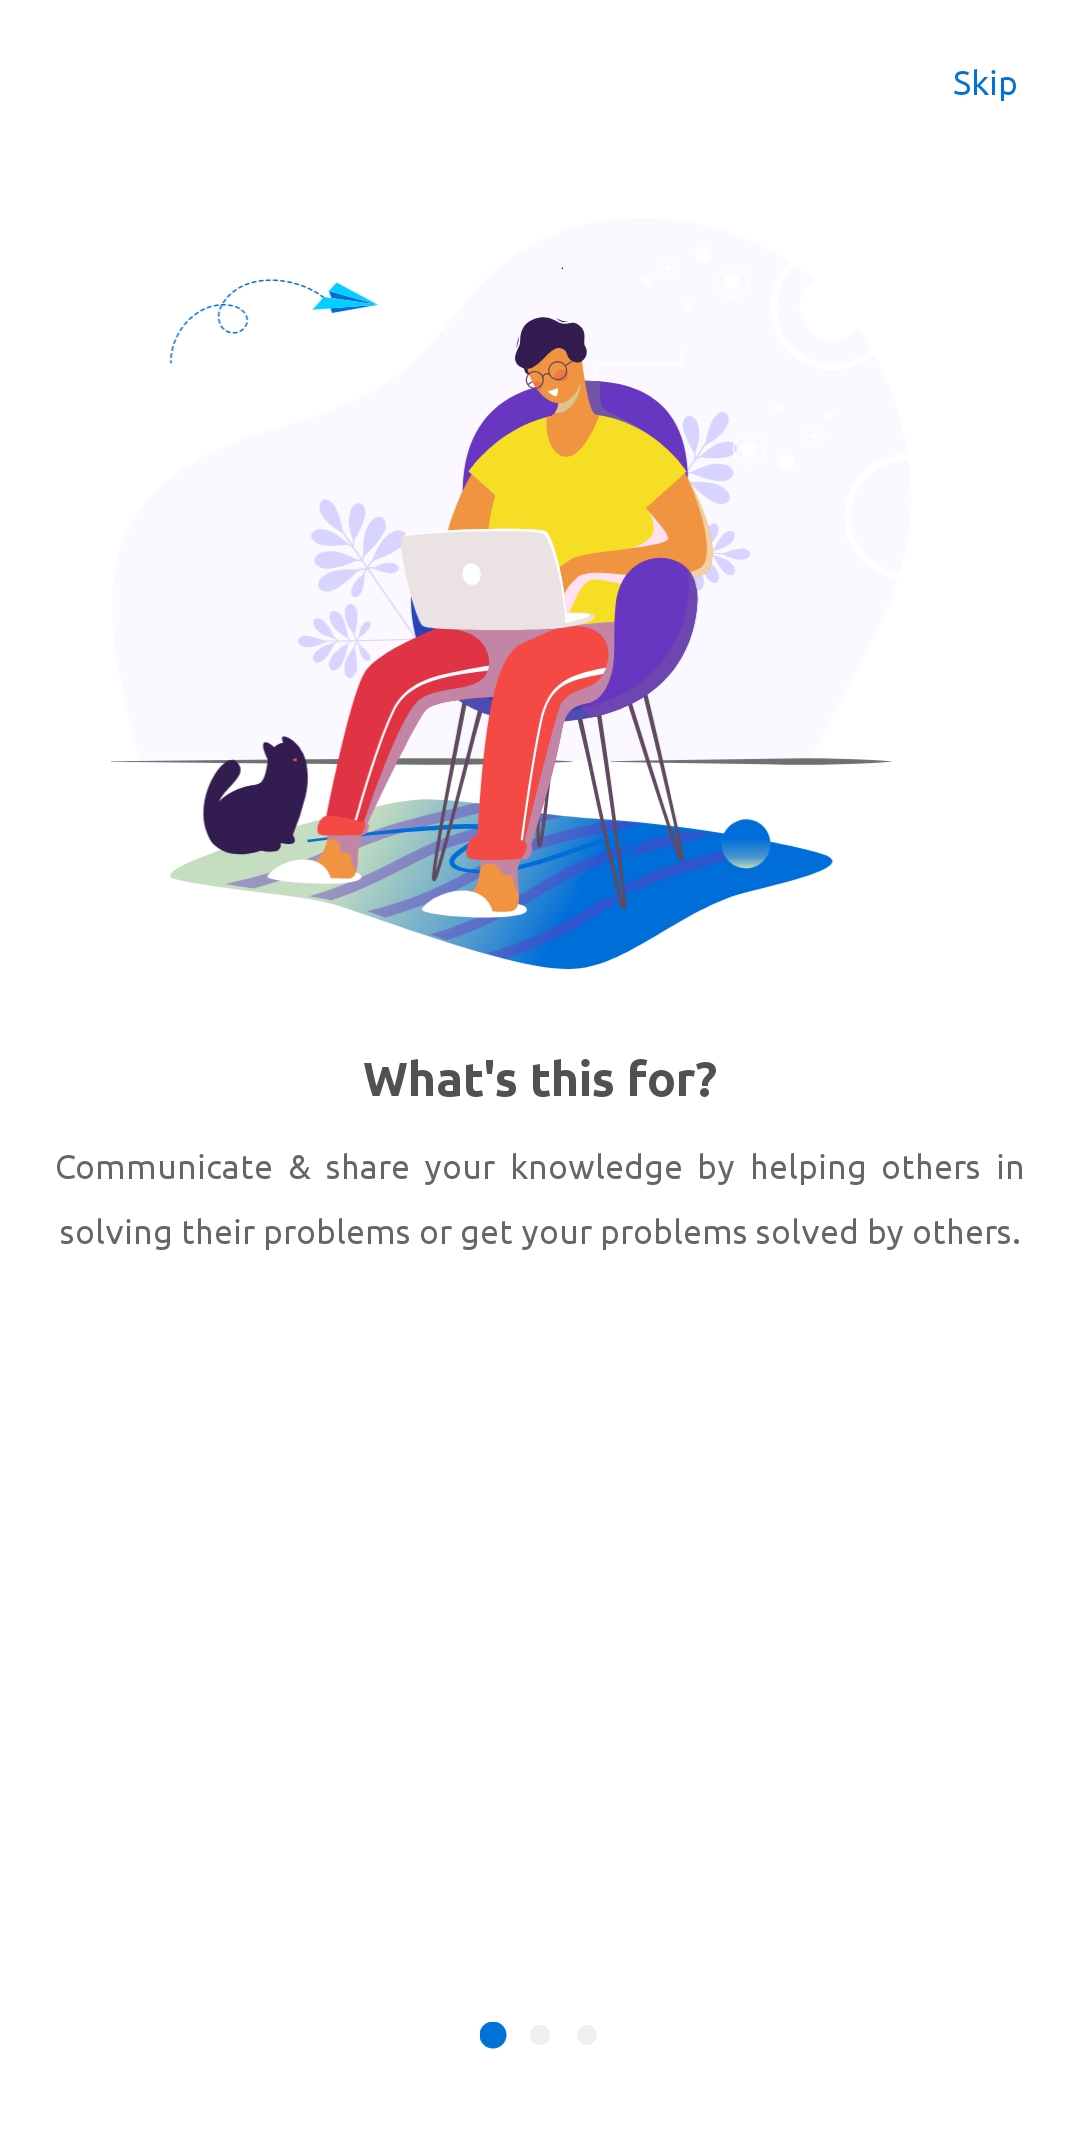 Skip
What's this for?
Communicate & share your knowledge by helping others in
solving their problems or get your problems solved by others.